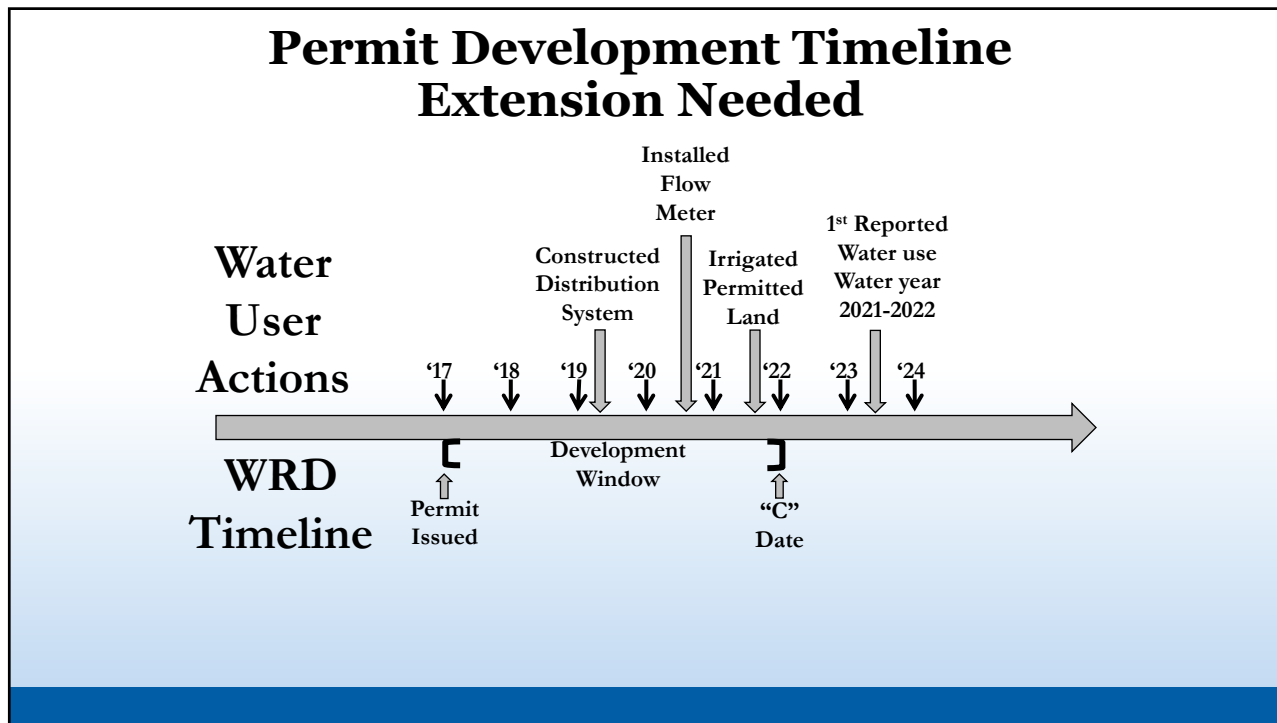 Permit Development Timeline
Extension Needed
Installed
Flow
Meter
1st Reported
Water use
Water year
2021-2022
Constructed
Distribution
System
Irrigated
Permitted
Land
Water
User
Actions
‘17
‘18
‘19
‘20
‘21
‘22
‘23
‘24
WRD
Timeline
Development
Window
Permit
Issued
“C”
Date